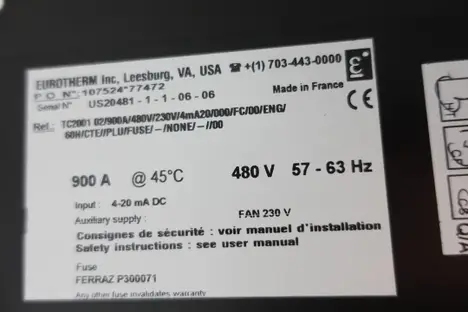 EUROTHERM Inc, Leesburg, VA, USA ☎ +(1) 703-443-0000
P O N° 107524*77472
Serial N° US20481 - 1 - 1 - 06 - 06
Made in France
CE
Ref.: TC2001 02/900A/480V/230V/4mA20/000/FC/00/ENG/
60H/CTE/PLU/FUSE/-/NONE/-//00
900 A @ 45°C 480 V 57 - 63 Hz
Input : 4-20 mA DC
Auxiliary supply : FAN 230 V
Consignes de sécurité : voir manuel d'installation
Safety instructions : see user manual
Fuse
FERRAZ P300071
Any other fuse invalidates warranty